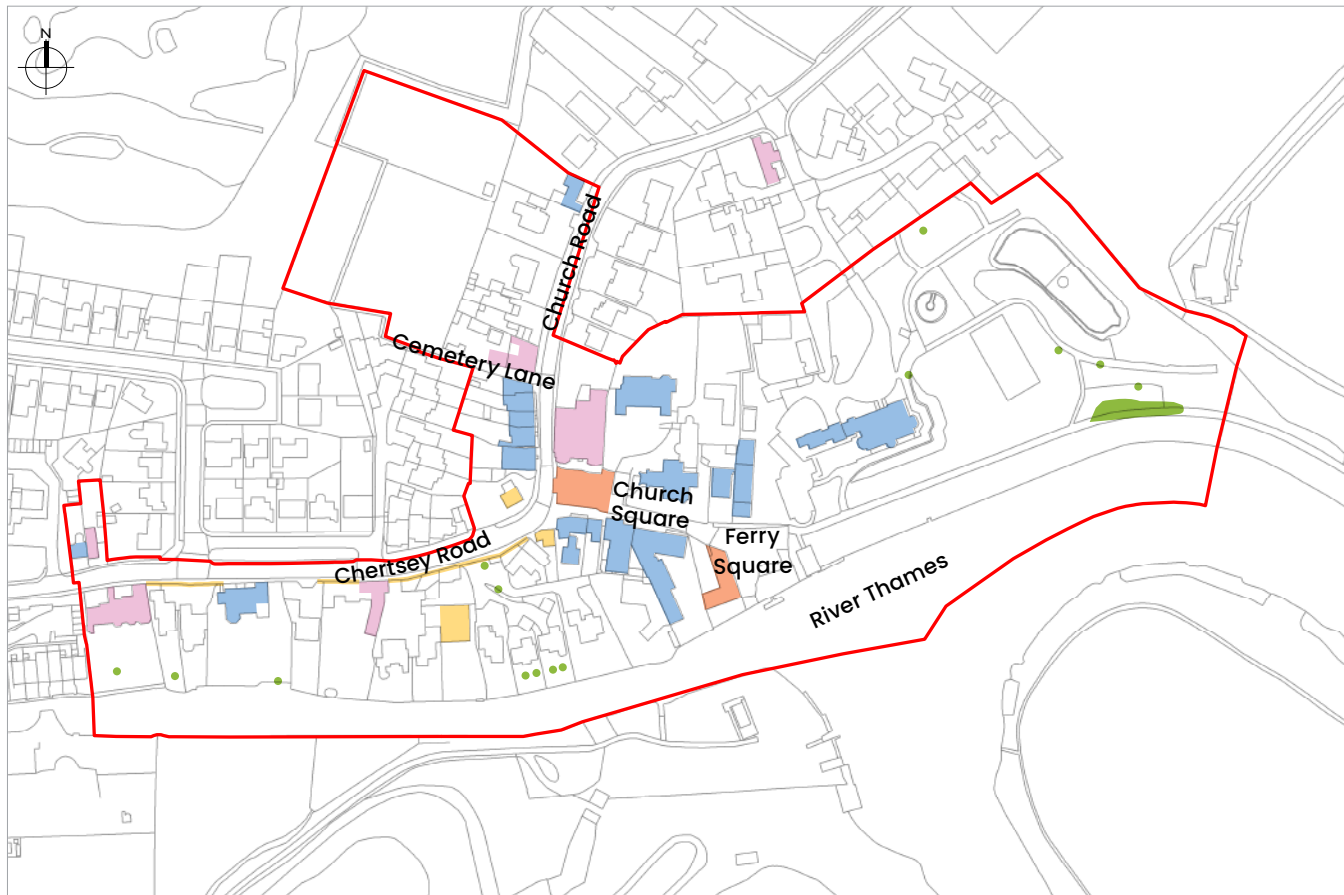 N
Church Road
Cemetery Lane
Church
Square
Ferry
Square
Chertsey Road
River Thames